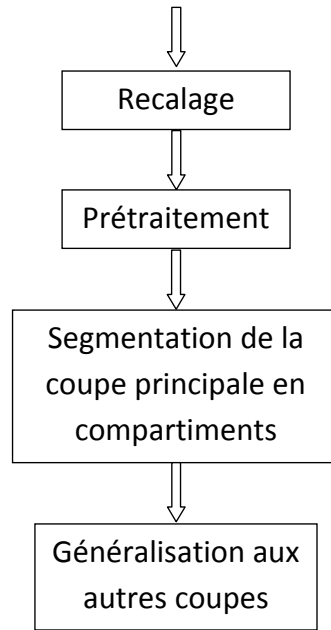 Recalage
Prétraitement
Segmentation de la
coupe principale en
compartiments
Généralisation aux
autres coupes